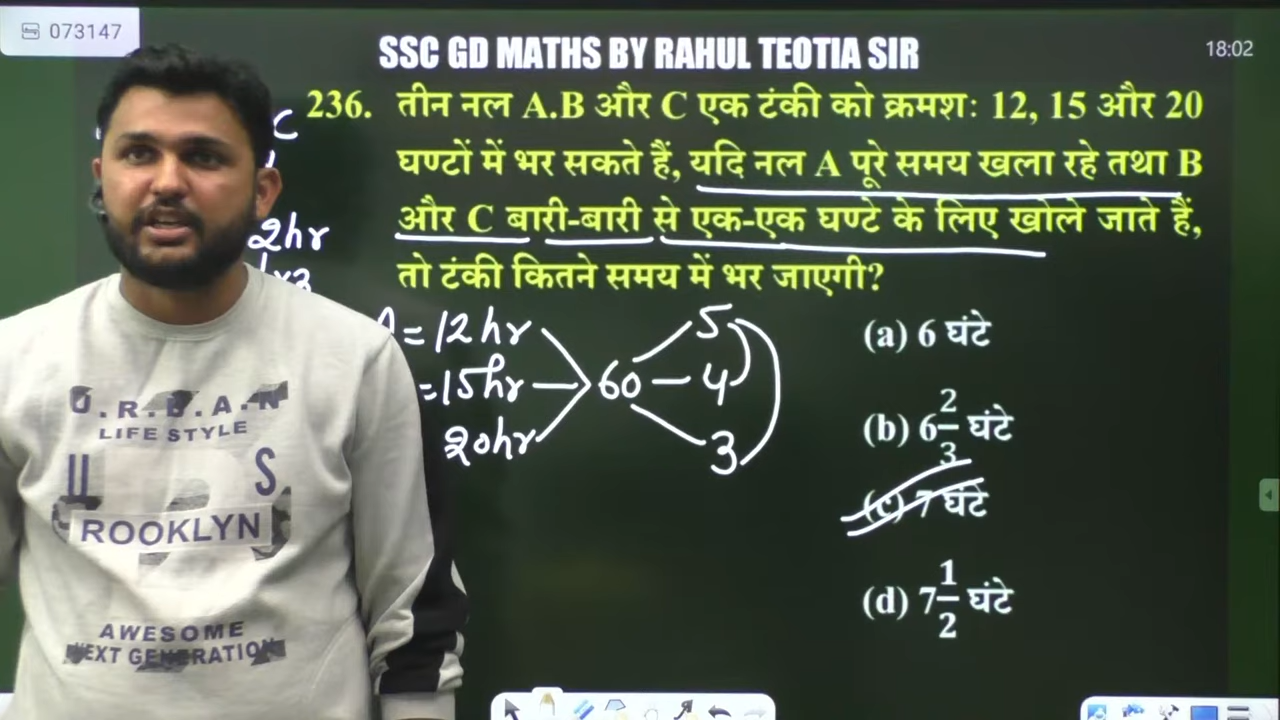 073147
18:02
SSC GD MATHS BY RAHUL TEOTIA SIR
236. तीन नल A.B और C एक टंकी को क्रमशः 12, 15 और 20
घण्टों में भर सकते हैं, यदि नल A पूरे समय खला रहे तथा B
और C बारी-बारी से एक-एक घण्टे के लिए खोले जाते हैं,
तो टंकी कितने समय में भर जाएगी?
C
2hr
= 12hr
= 15hr
20hr
60
5
4
3
(a) 6 घंटे
(b) 6 2/3 घंटे
(c) 7 घंटे
(d) 7 1/2 घंटे
U.R.B.A.N
LIFE STYLE
U S
ROOKLYN
AWESOME
NEXT GENERATION